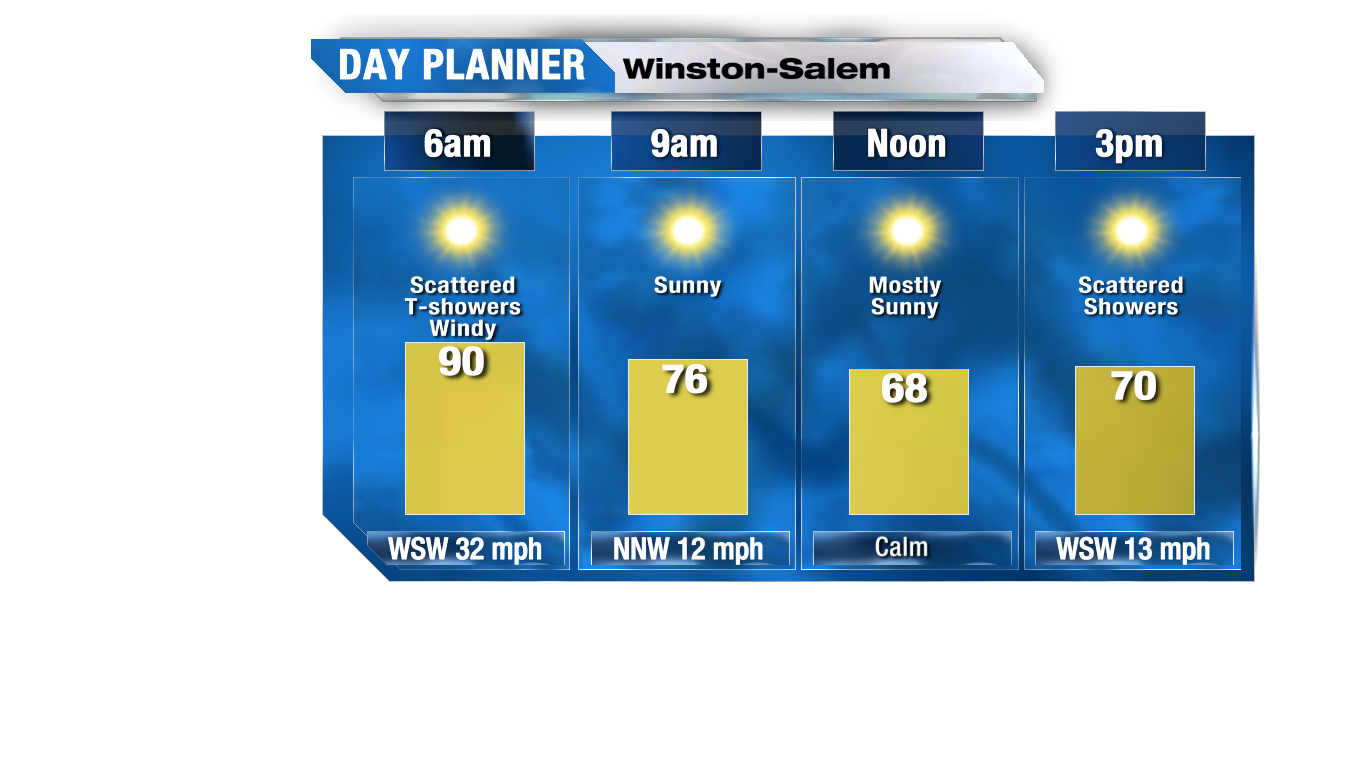 DAY PLANNER Winston-Salem
6am 9am Noon 3pm
Scattered
T-showers
Windy
Sunny
Mostly
Sunny
Scattered
Showers
90 76 68 70
WSW 32 mph NNW 12 mph Calm WSW 13 mph